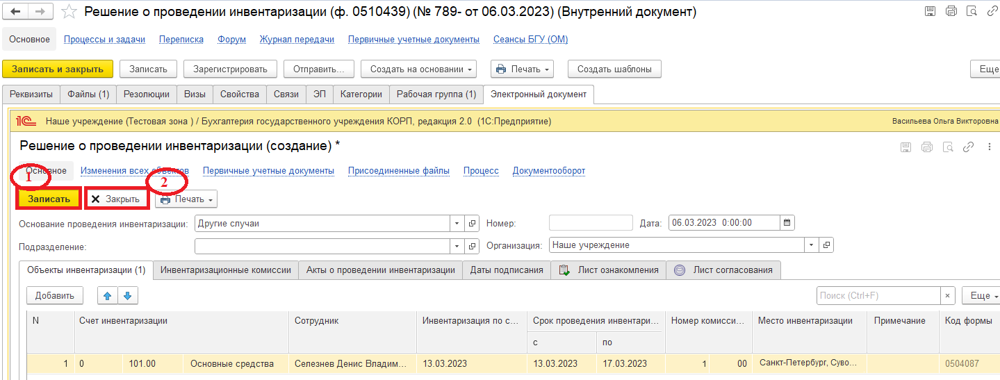 Решение о проведении инвентаризации (ф. 0510439) (№ 789- от 06.03.2023) (Внутренний документ)
Основное Процессы и задачи Переписка Форум Журнал передачи Первичные учетные документы Сеансы БГУ (ОМ)
Записать и закрыть Записать Зарегистрировать Отправить... Создать на основании Печать Создать шаблоны Еще
Реквизиты Файлы (1) Резолюции Визы Свойства Связи ЭП Категории Рабочая группа (1) Электронный документ
1С Наше учреждение (Тестовая зона ) / Бухгалтерия государственного учреждения КОРП, редакция 2.0 (1С:Предприятие) Васильева Ольга Викторовна
Решение о проведении инвентаризации (создание) *
Основное Изменения всех объектов Первичные учетные документы Присоединенные файлы Процесс Документооборот
1 2
Записать Закрыть Печать
Основание проведения инвентаризации: Другие случаи Номер: Дата: 06.03.2023 0:00:00
Подразделение: Организация: Наше учреждение
Объекты инвентаризации (1) Инвентаризационные комиссии Акты о проведении инвентаризации Даты подписания Лист ознакомления Лист согласования
Добавить Поиск (Ctrl+F) × Еще
N Счет инвентаризации Сотрудник Инвентаризация по с... Срок проведения инвентари... Номер комисси... Место инвентаризации Примечание Код формы
с по
1 0 101.00 Основные средства Селезнев Денис Владим... 13.03.2023 13.03.2023 17.03.2023 1 00 Санкт-Петербург, Суво... 0504087